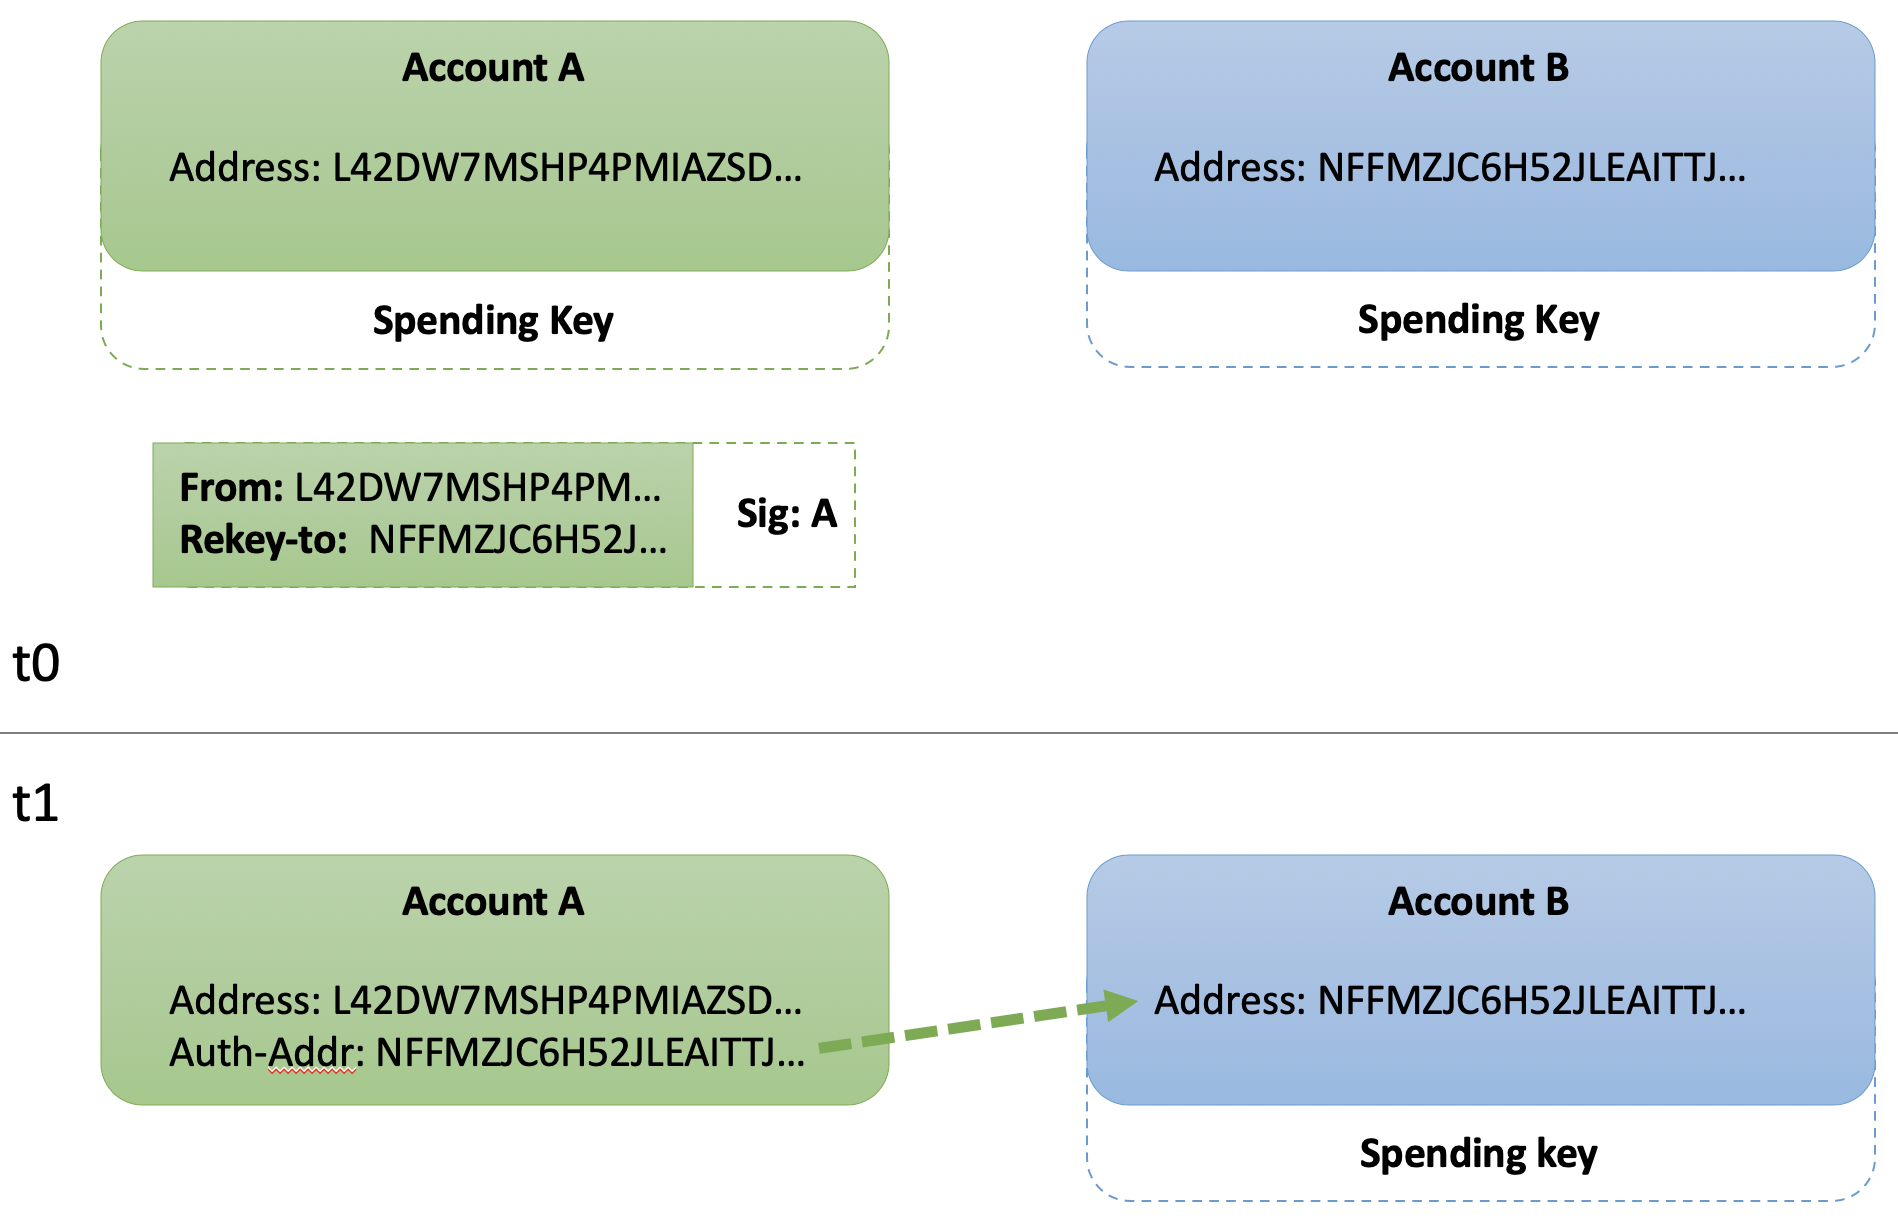 Account A
Address: L42DW7MSHP4PMIAZSD...
Spending Key
Account B
Address: NFFMZJC6H52JLEAITTJ...
Spending Key
From: L42DW7MSHP4PM...
Rekey-to: NFFMZJC6H52J...
Sig: A
t0
t1
Account A
Address: L42DW7MSHP4PMIAZSD...
Auth-Addr: NFFMZJC6H52JLEAITTJ...
Account B
Address: NFFMZJC6H52JLEAITTJ...
Spending key